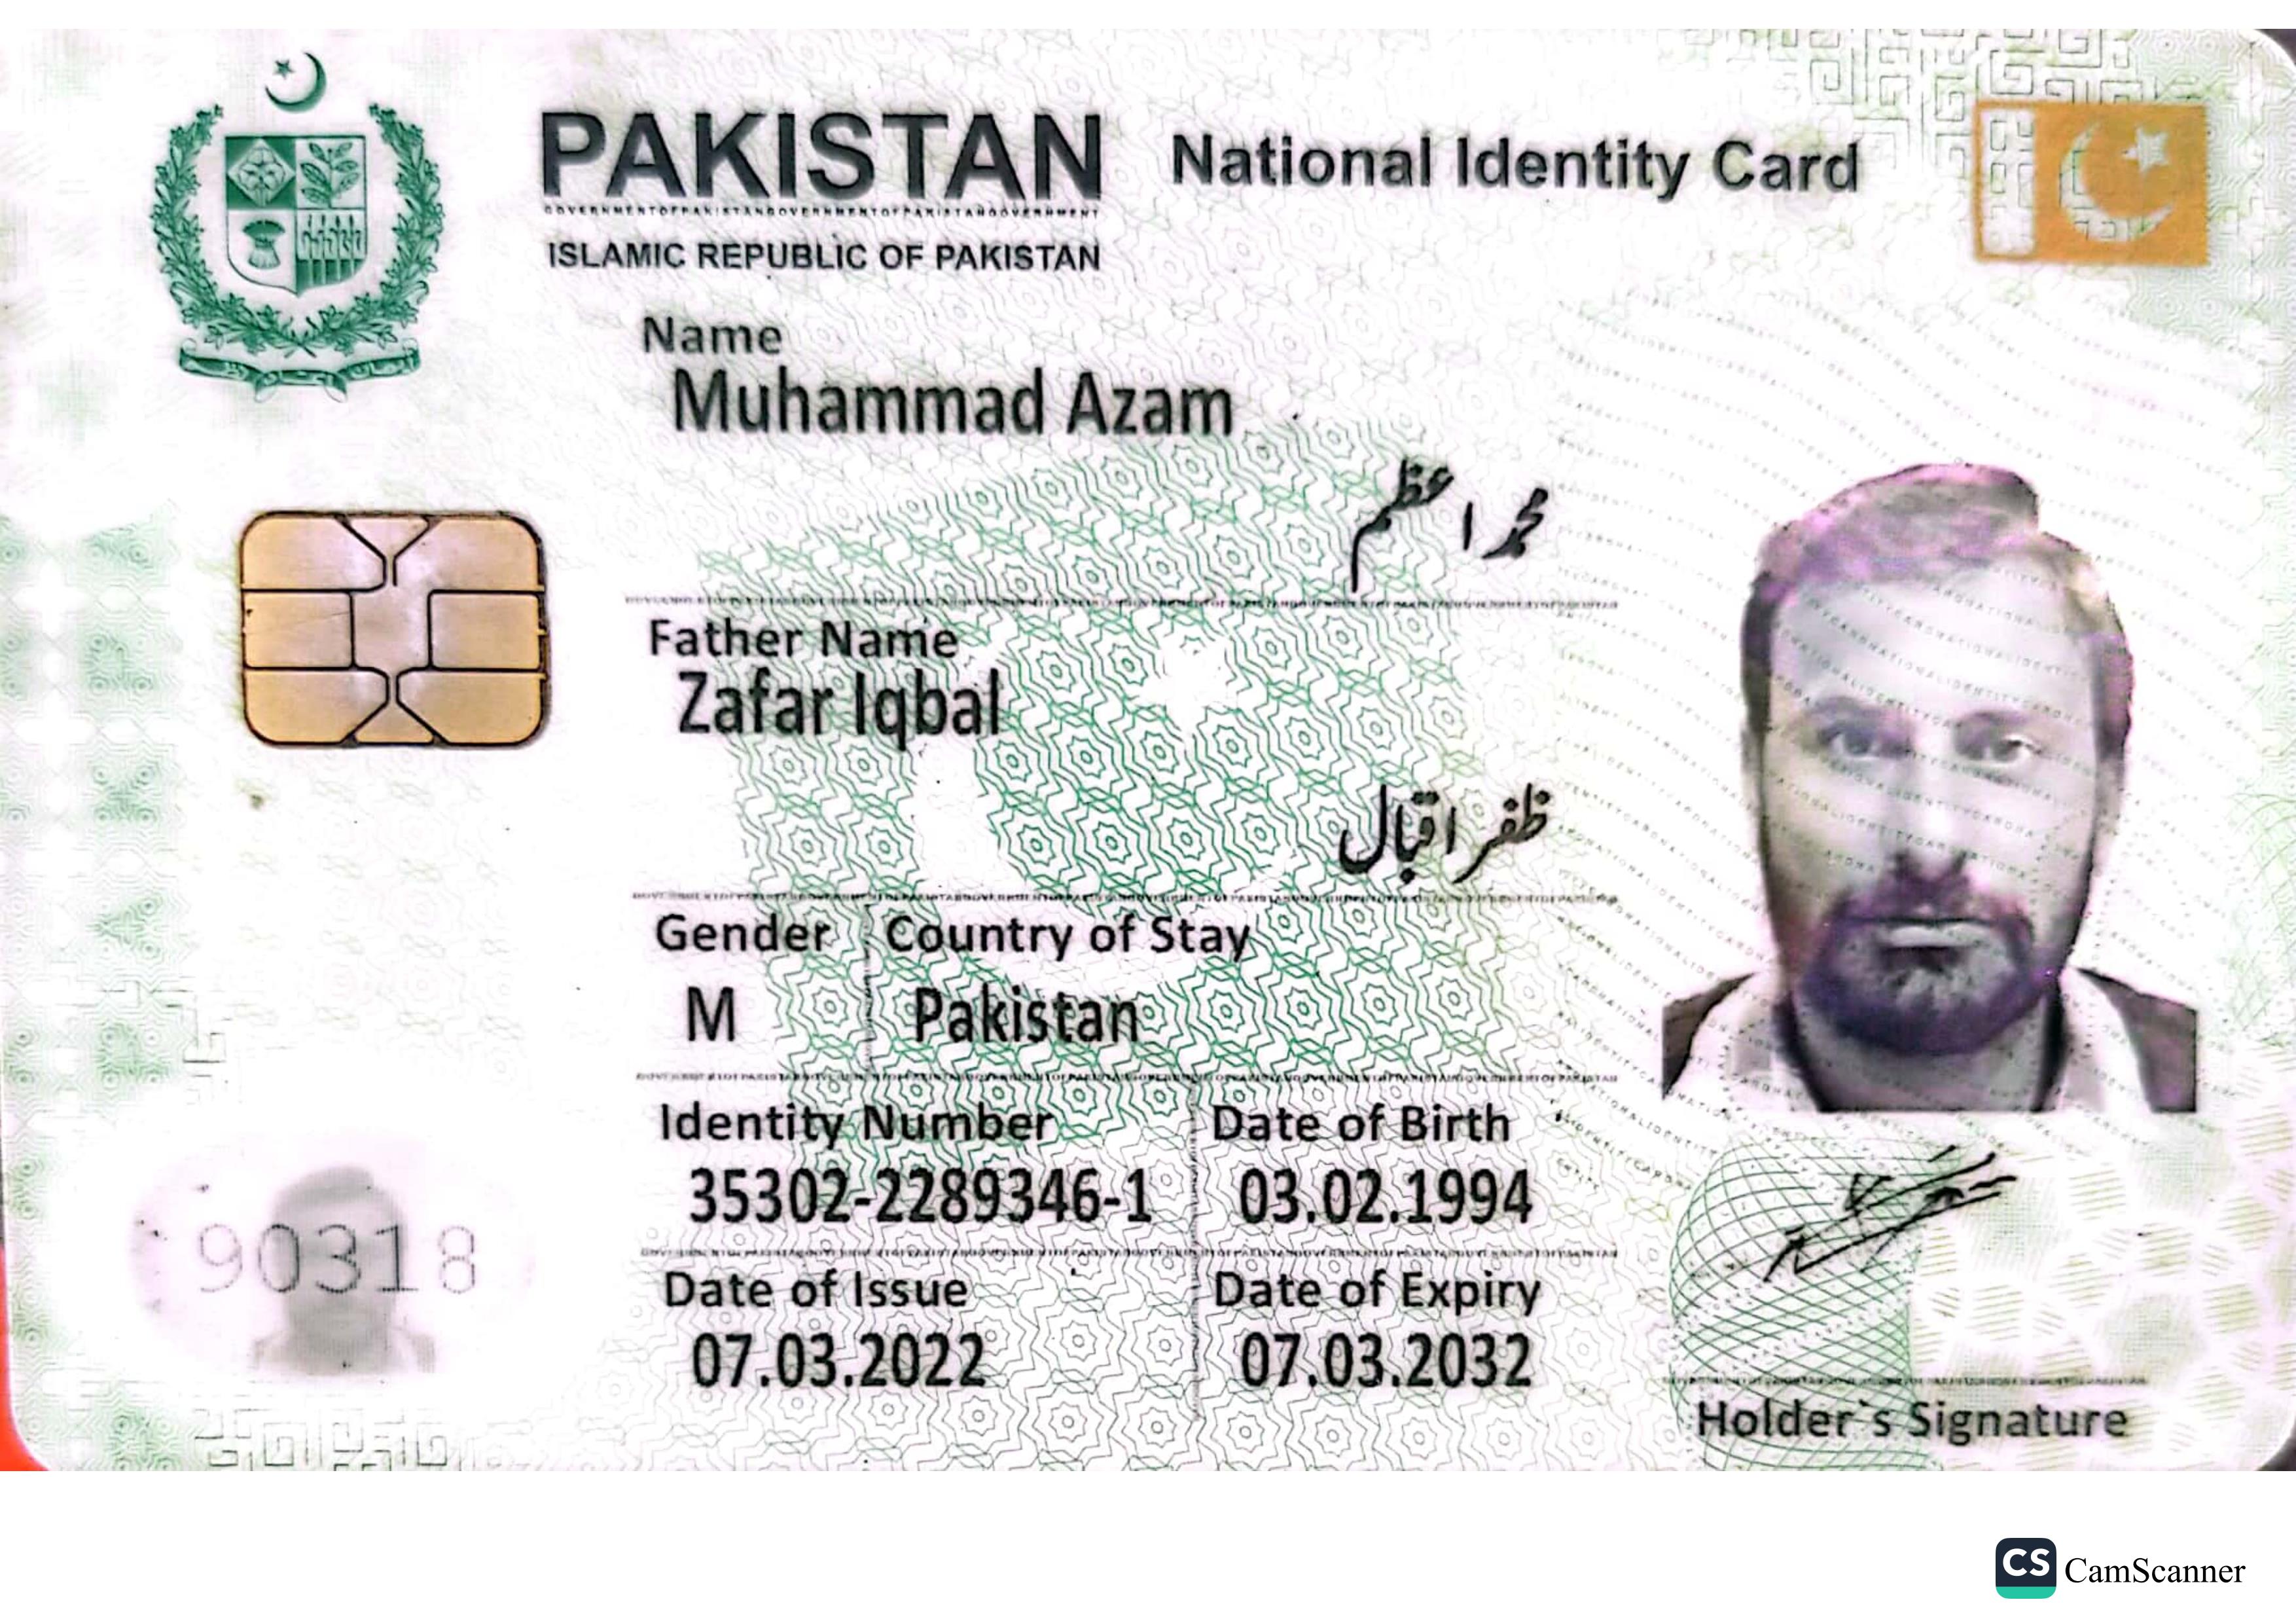 PAKISTAN National Identity Card
GOVERNMENTOFPAKISTANGOVERNMENTOFPAKISTANGOVERNMENT
ISLAMIC REPUBLIC OF PAKISTAN
Name
Muhammad Azam
محمد اعظم
Father Name
Zafar Iqbal
ظفر اقبال
Gender Country of Stay
M Pakistan
Identity Number Date of Birth
35302-2289346-1 03.02.1994
90318
Date of Issue Date of Expiry
07.03.2022 07.03.2032
Holder`s Signature
CS CamScanner